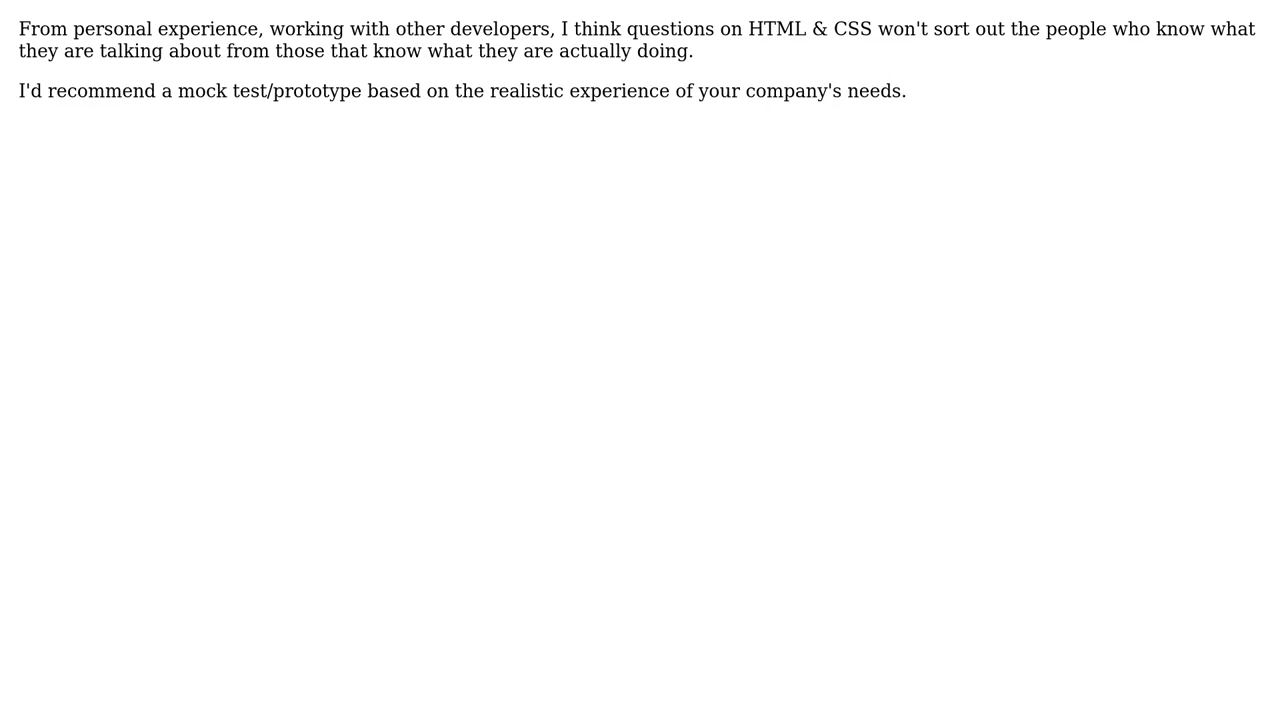 From personal experience, working with other developers, I think questions on HTML & CSS won't sort out the people who know what
they are talking about from those that know what they are actually doing.
I'd recommend a mock test/prototype based on the realistic experience of your company's needs.